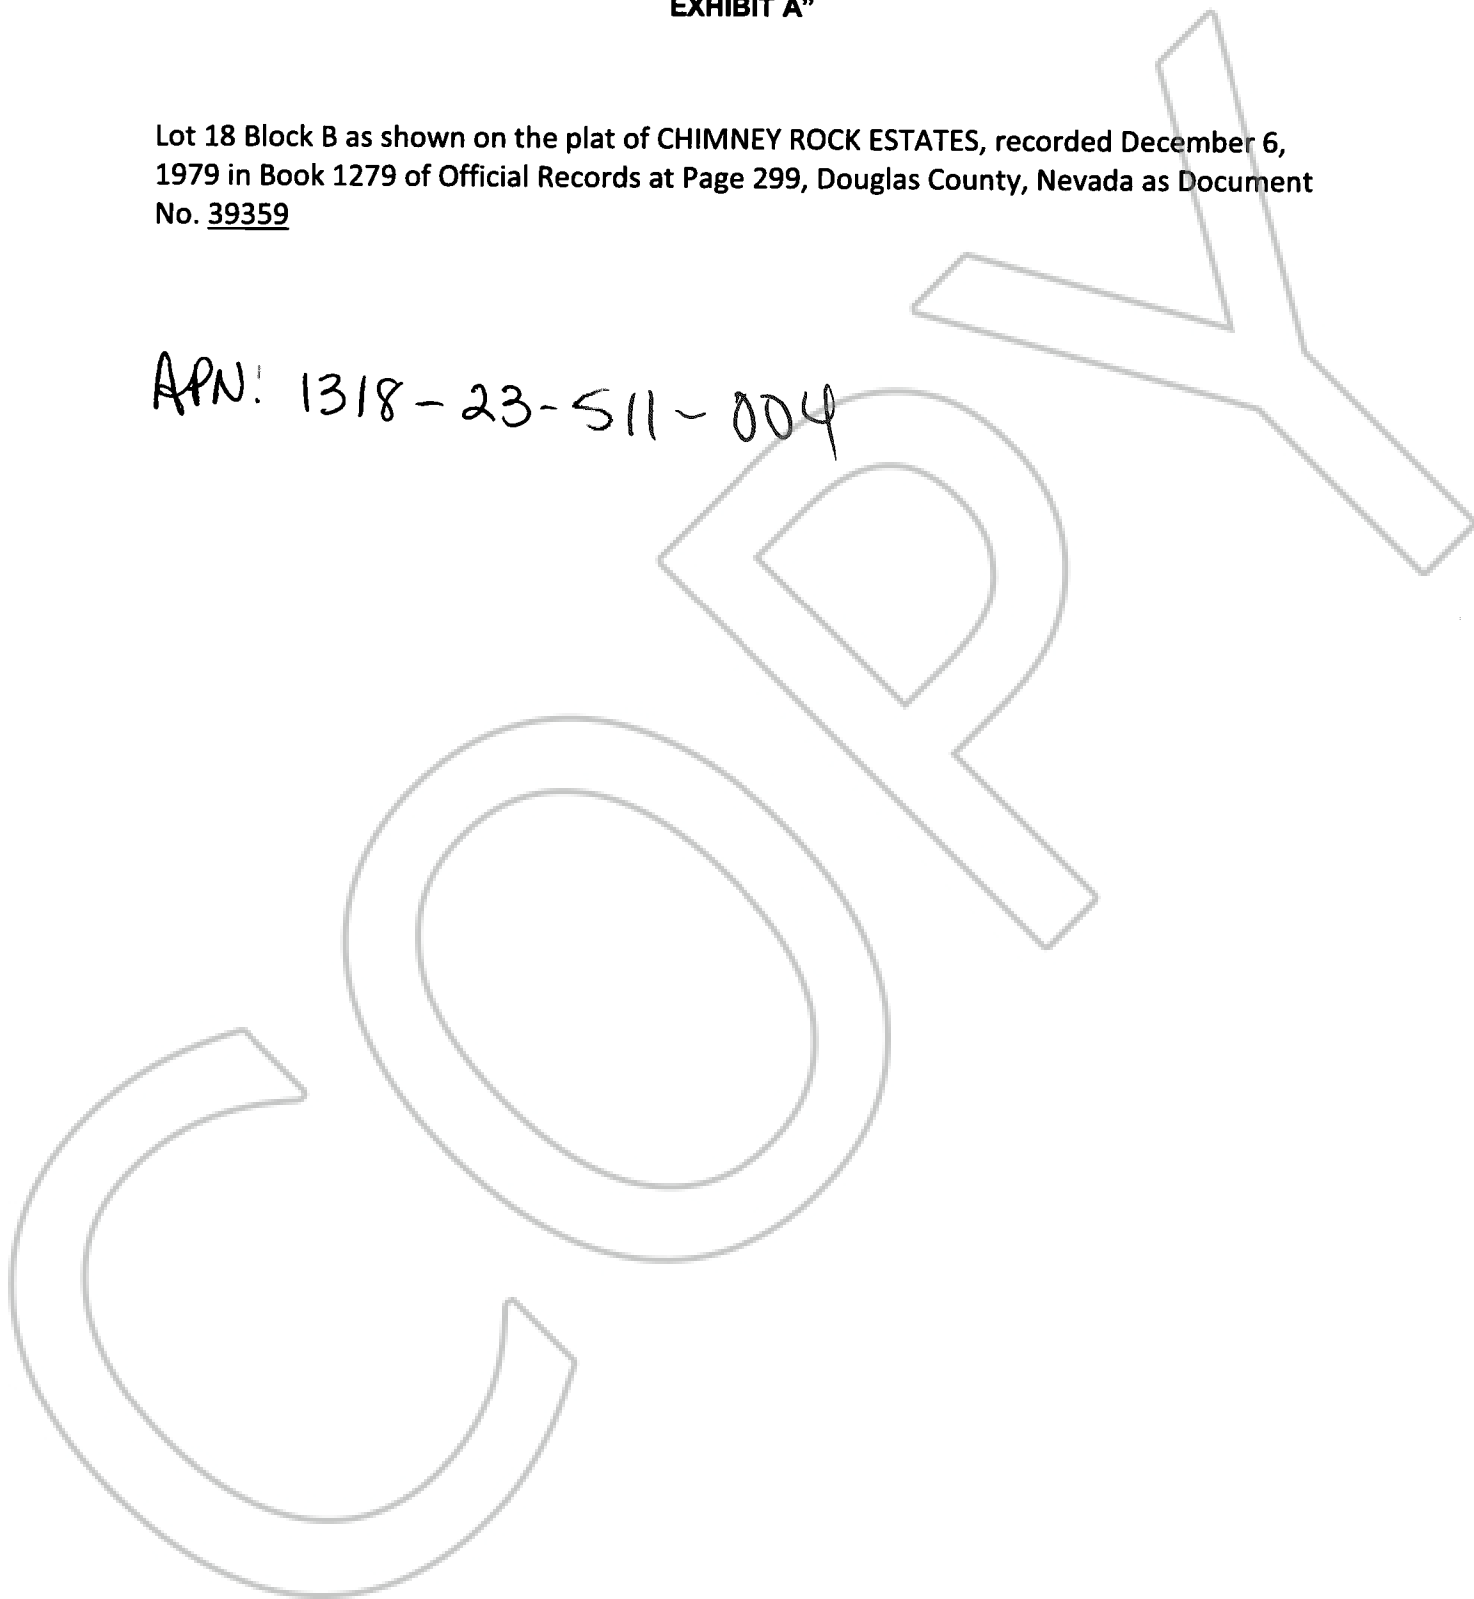 EXHIBIT A”
Lot 18 Block B as shown on the plat of CHIMNEY ROCK ESTATES, recorded December 6,
1979 in Book 1279 of Official Records at Page 299, Douglas County, Nevada as Document
No. 39359
APN: 1318-23-511-004
COPY